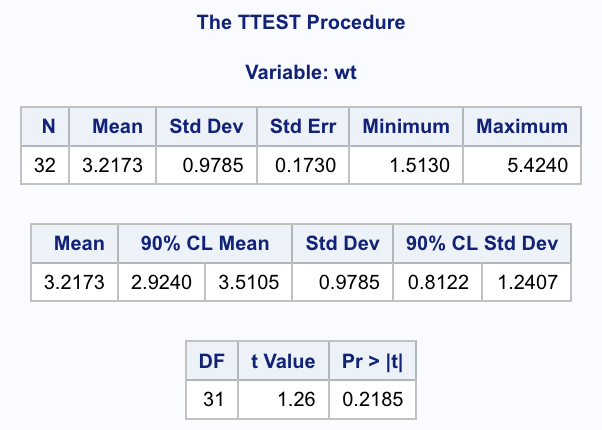 The TTEST Procedure
Variable: wt
N Mean Std Dev Std Err Minimum Maximum
32 3.2173 0.9785 0.1730 1.5130 5.4240
Mean 90% CL Mean Std Dev 90% CL Std Dev
3.2173 2.9240 3.5105 0.9785 0.8122 1.2407
DF t Value Pr > |t|
31 1.26 0.2185